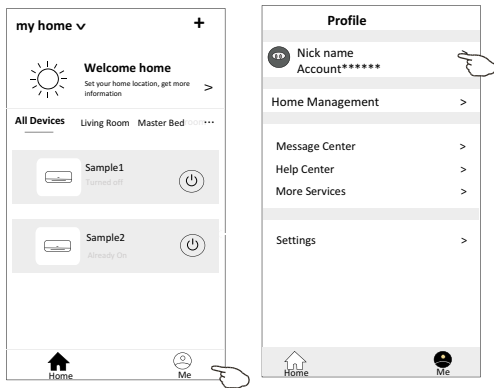 my home
+
Welcome home
Set your home location, get more
information
>
All Devices Living Room Master Bedroom...
Sample1
Turned off
Sample2
Already On
Home Me
Profile
Nick name
Account******
>
Home Management >
Message Center >
Help Center >
More Services >
Settings >
Home Me